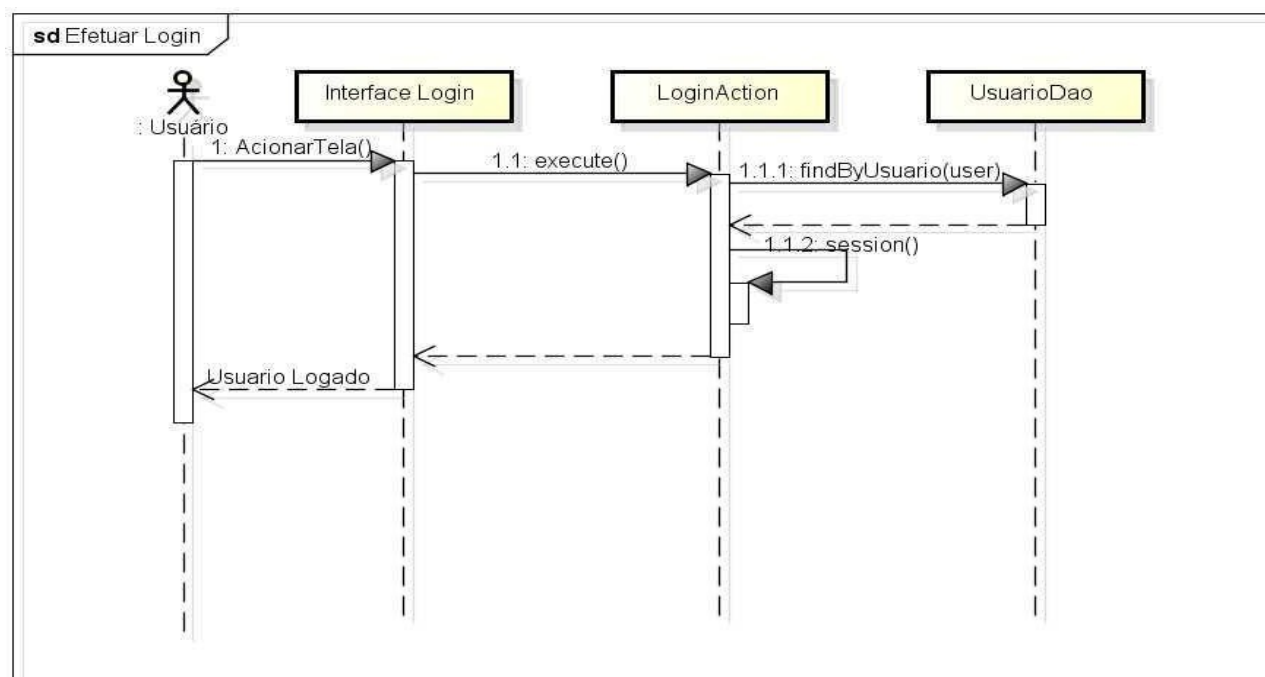 sd Efetuar Login
: Usuário
Interface Login
LoginAction
UsuarioDao
1: AcionarTela()
1.1: execute()
1.1.1: findByUsuario(user)
1.1.2: session()
Usuario Logado